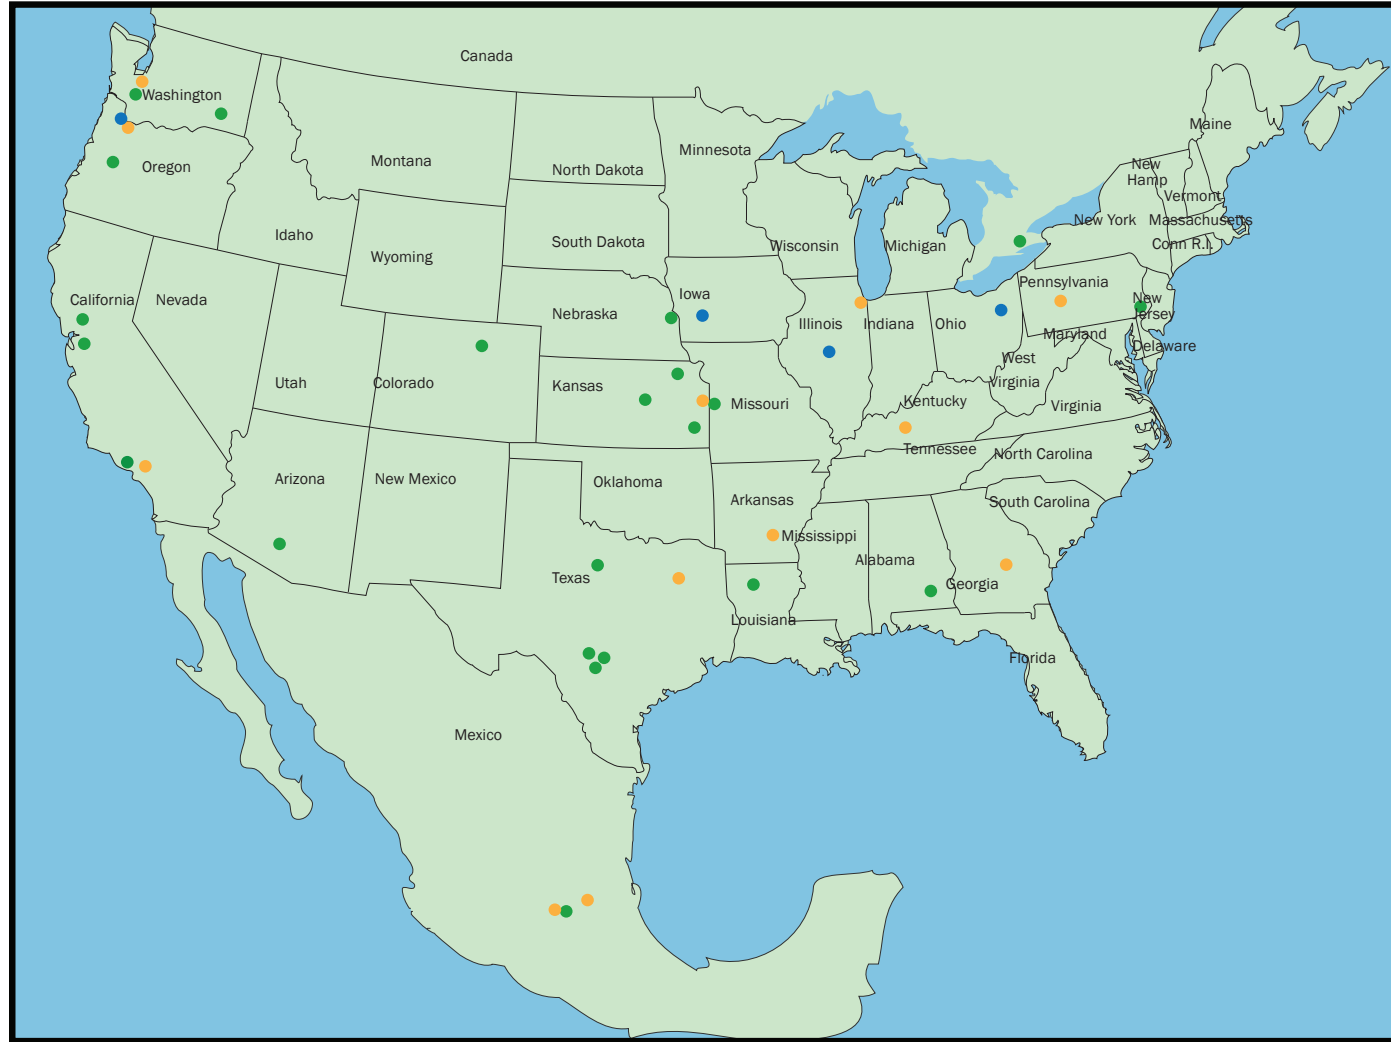 Canada
Washington
Oregon
Montana
North Dakota
Minnesota
Maine
New
Hamp
Vermont
New York
Massachusetts
Conn R.I.
Idaho
Wyoming
South Dakota
Wisconsin
Michigan
California
Nevada
Nebraska
Iowa
Illinois
Indiana
Ohio
Pennsylvania
New
Jersey
Maryland
Delaware
West
Virginia
Virginia
Utah
Colorado
Kansas
Missouri
Kentucky
Tennessee
North Carolina
South Carolina
Arizona
New Mexico
Oklahoma
Arkansas
Mississippi
Alabama
Georgia
Texas
Louisiana
Florida
Mexico